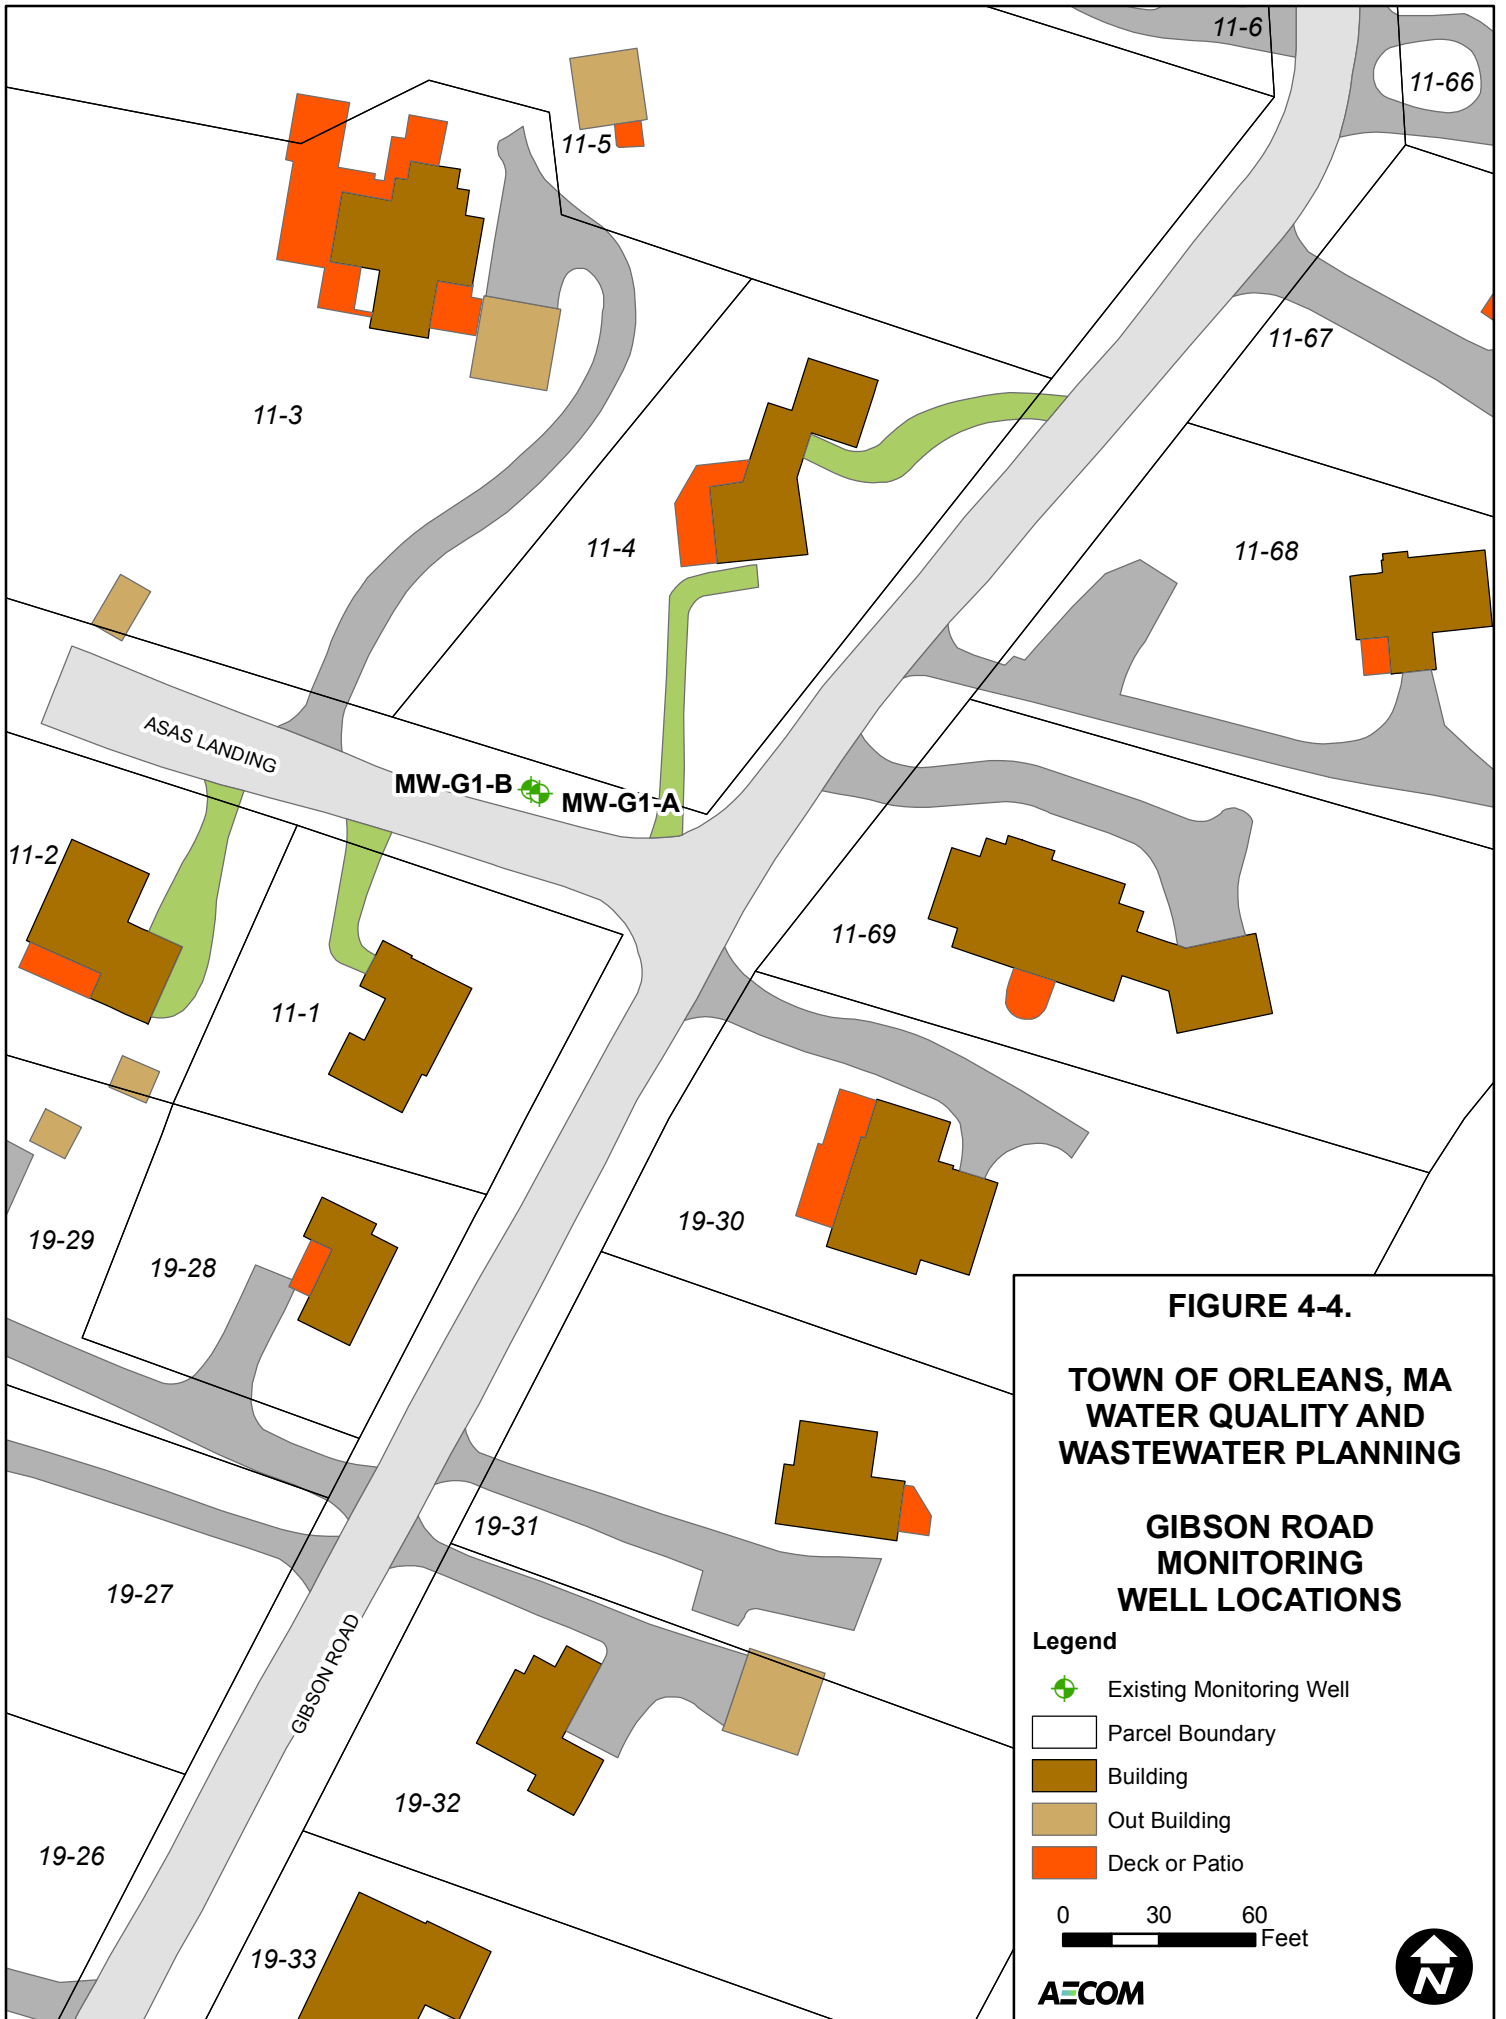 11-6
11-66
11-5
11-67
11-3
11-4
11-68
ASAS LANDING
MW-G1-B
MW-G1-A
11-2
11-69
11-1
19-30
19-29
19-28
19-31
19-27
GIBSON ROAD
19-32
19-26
19-33
FIGURE 4-4.
TOWN OF ORLEANS, MA
WATER QUALITY AND
WASTEWATER PLANNING
GIBSON ROAD
MONITORING
WELL LOCATIONS
Legend
Existing Monitoring Well
Parcel Boundary
Building
Out Building
Deck or Patio
0 30 60
Feet
AECOM
N